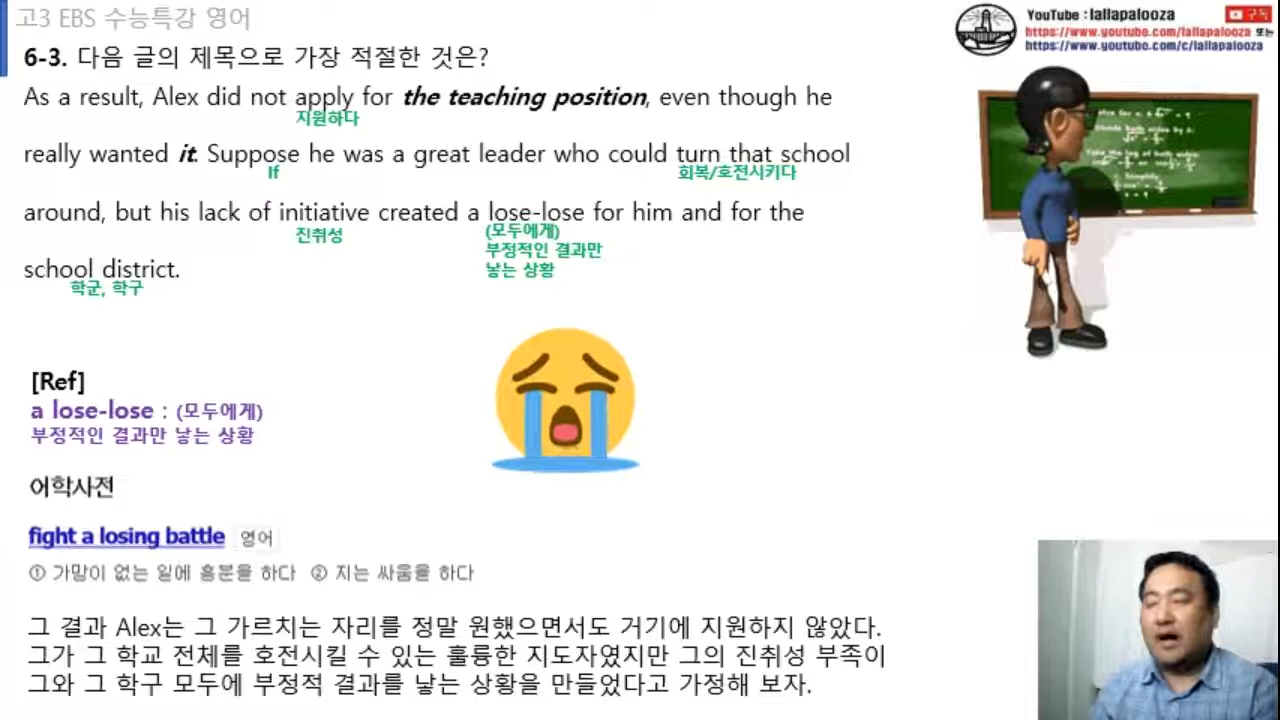 고3 EBS 수능특강 영어
YouTube : lallapalooza
구독
https://www.youtube.com/lallapalooza 또는
https://www.youtube.com/c/lallapalooza
6-3. 다음 글의 제목으로 가장 적절한 것은?
As a result, Alex did not apply for the teaching position, even though he
지원하다
really wanted it. Suppose he was a great leader who could turn that school
If
회복/호전시키다
around, but his lack of initiative created a lose-lose for him and for the
진취성
(모두에게)
부정적인 결과만
낳는 상황
school district.
학군, 학구
[Ref]
a lose-lose : (모두에게)
부정적인 결과만 낳는 상황
어학사전
fight a losing battle 영어
① 가망이 없는 일에 흥분을 하다 ② 지는 싸움을 하다
그 결과 Alex는 그 가르치는 자리를 정말 원했으면서도 거기에 지원하지 않았다.
그가 그 학교 전체를 호전시킬 수 있는 훌륭한 지도자였지만 그의 진취성 부족이
그와 그 학구 모두에 부정적 결과를 낳는 상황을 만들었다고 가정해 보자.